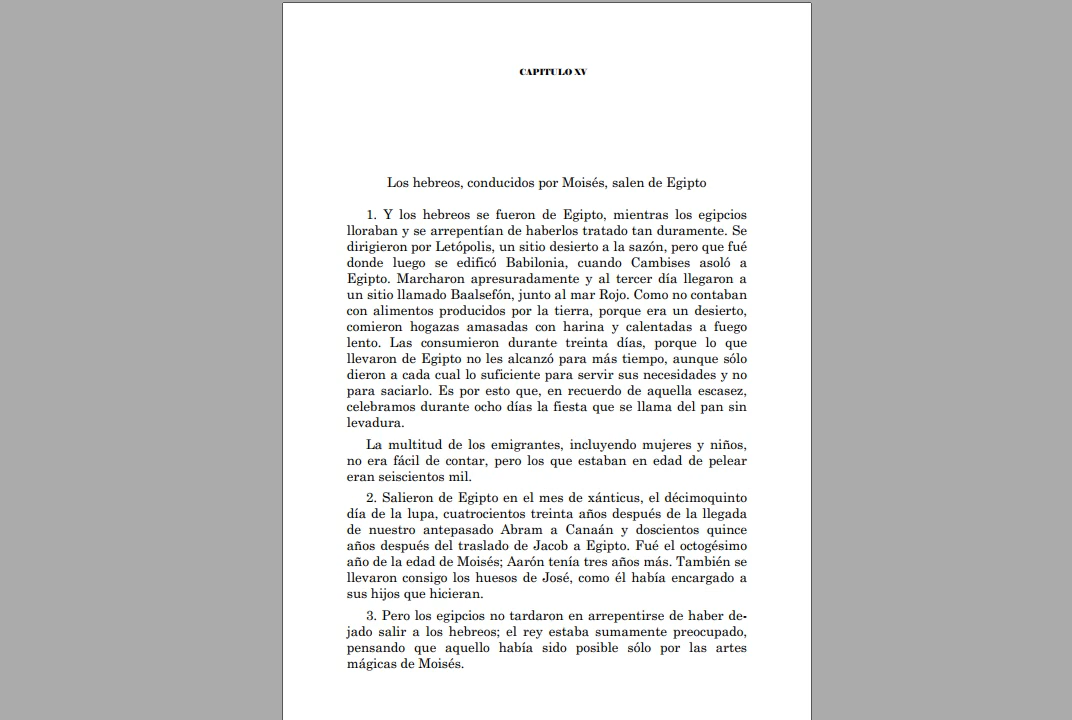 CAPITULO XV
Los hebreos, conducidos por Moisés, salen de Egipto
1. Y los hebreos se fueron de Egipto, mientras los egipcios
lloraban y se arrepentían de haberlos tratado tan duramente. Se
dirigieron por Letópolis, un sitio desierto a la sazón, pero que fué
donde luego se edificó Babilonia, cuando Cambises asoló a
Egipto. Marcharon apresuradamente y al tercer día llegaron a
un sitio llamado Baalsefón, junto al mar Rojo. Como no contaban
con alimentos producidos por la tierra, porque era un desierto,
comieron hogazas amasadas con harina y calentadas a fuego
lento. Las consumieron durante treinta días, porque lo que
llevaron de Egipto no les alcanzó para más tiempo, aunque sólo
dieron a cada cual lo suficiente para servir sus necesidades y no
para saciarlo. Es por esto que, en recuerdo de aquella escasez,
celebramos durante ocho días la fiesta que se llama del pan sin
levadura.
La multitud de los emigrantes, incluyendo mujeres y niños,
no era fácil de contar, pero los que estaban en edad de pelear
eran seiscientos mil.
2. Salieron de Egipto en el mes de xánticus, el décimoquinto
día de la lupa, cuatrocientos treinta años después de la llegada
de nuestro antepasado Abram a Canaán y doscientos quince
años después del traslado de Jacob a Egipto. Fué el octogésimo
año de la edad de Moisés; Aarón tenía tres años más. También se
llevaron consigo los huesos de José, como él había encargado a
sus hijos que hicieran.
3. Pero los egipcios no tardaron en arrepentirse de haber de-
jado salir a los hebreos; el rey estaba sumamente preocupado,
pensando que aquello había sido posible sólo por las artes
mágicas de Moisés.